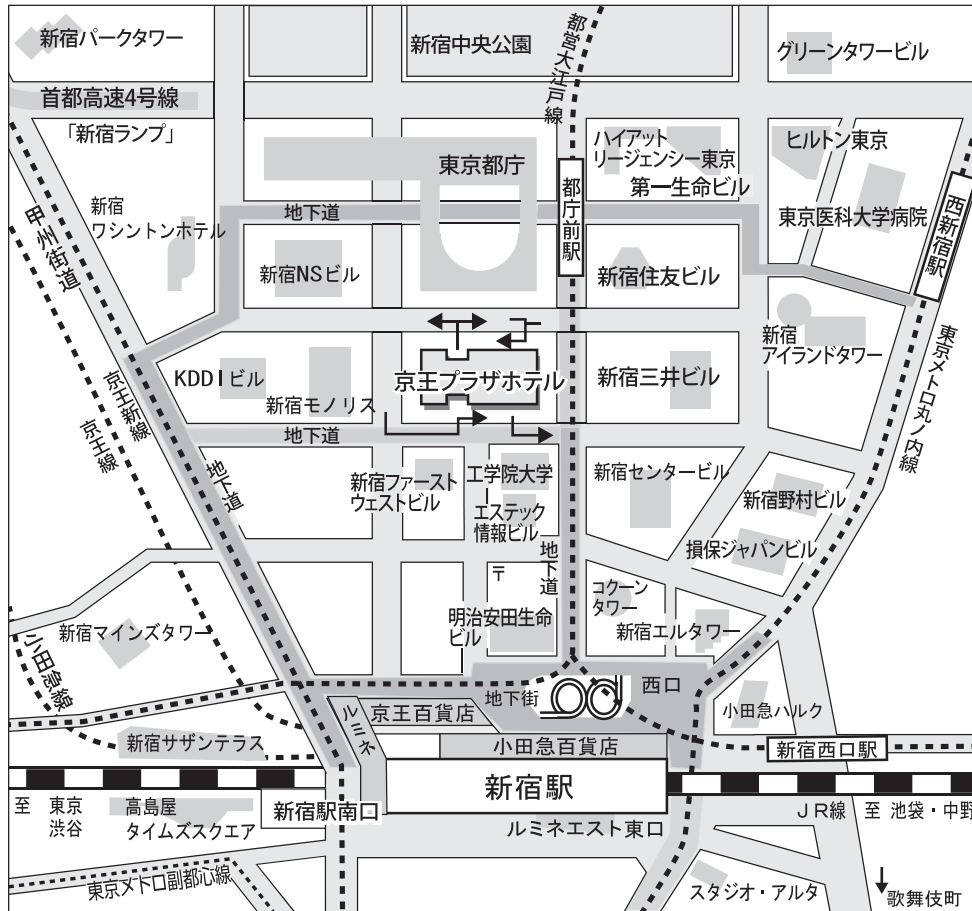 新宿パークタワー
新宿中央公園
都営大江戸線
グリーンタワービル
首都高速4号線
「新宿ランプ」
東京都庁
ハイアット
リージェンシー東京
第一生命ビル
ヒルトン東京
東京医科大学病院
西新宿駅
都庁前駅
新宿
ワシントンホテル
地下道
甲州街道
新宿NSビル
新宿住友ビル
新宿
アイランドタワー
東京メトロ丸ノ内線
KDDIビル
新宿モノリス
京王プラザホテル
新宿三井ビル
京王新線
京王線
地下道
地下道
新宿ファースト
ウェストビル
工学院大学
エステック
情報ビル
新宿センタービル
新宿野村ビル
損保ジャパンビル
地下道
〒
コクーン
タワー
明治安田生命
ビル
新宿エルタワー
新宿マインズタワー
小田急線
地下街
西口
小田急ハルク
ルミネ
京王百貨店
小田急百貨店
新宿サザンテラス
新宿西口駅
新宿駅
至 東京
渋谷
高島屋
タイムズスクエア
新宿駅南口
ルミネエスト東口
JR線 至 池袋・中野
東京メトロ副都心線
スタジオ・アルタ
歌舞伎町